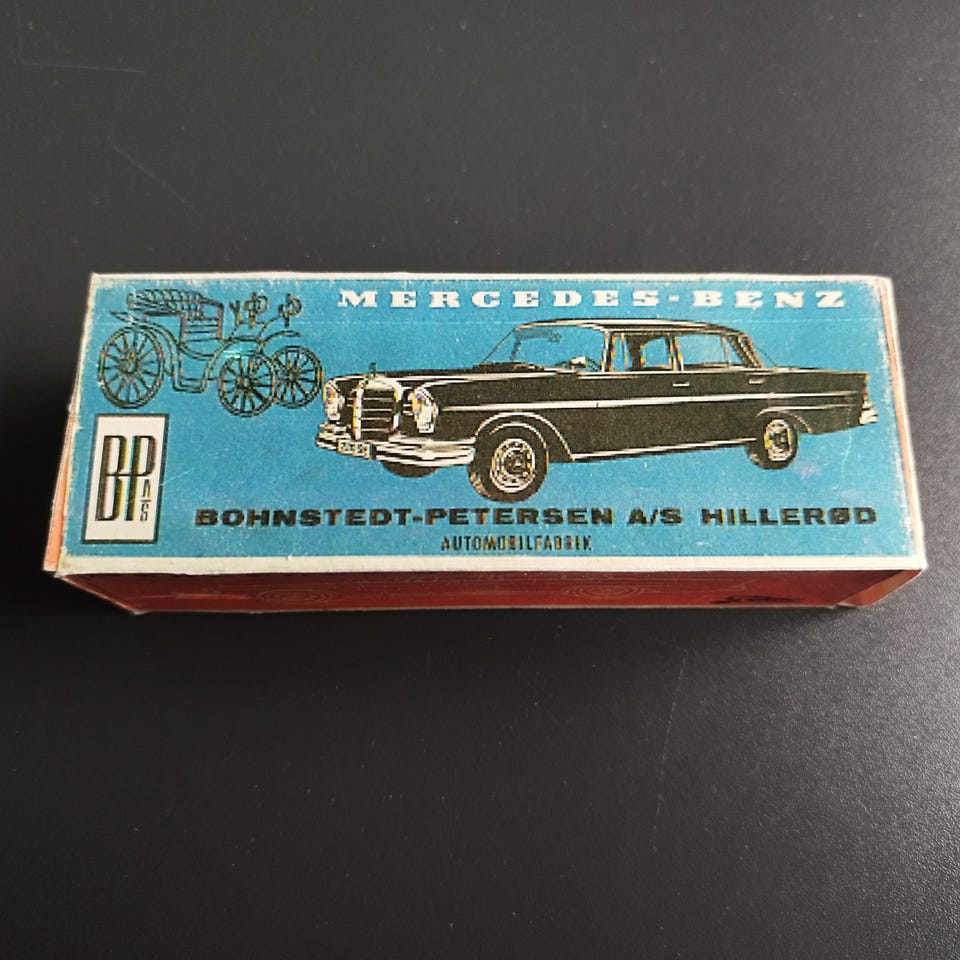 MERCEDES-BENZ
BP A/S
BOHNSTEDT-PETERSEN A/S HILLERØD
AUTOMOBILFABRIK